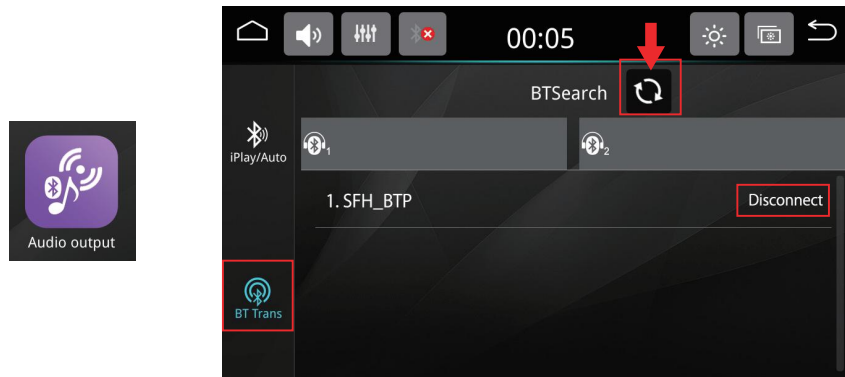 Audio output
00:05
BTSearch
iPlay/Auto
1
2
1. SFH_BTP
Disconnect
BT Trans